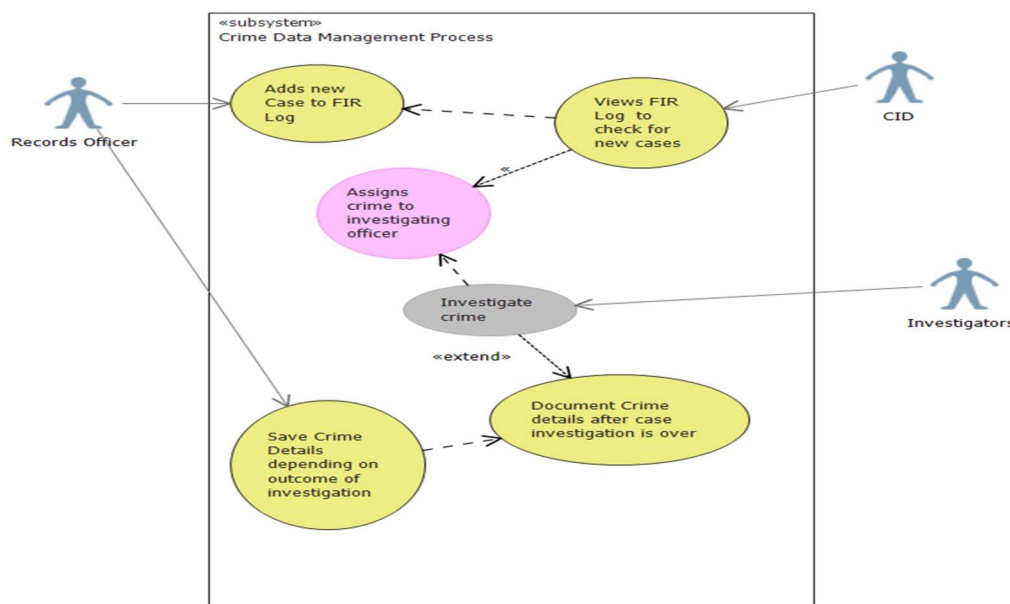 «subsystem»
Crime Data Management Process
Adds new
Case to FIR
Log
Views FIR
Log to
check for
new cases
CID
Records Officer
«
Assigns
crime to
investigating
officer
Investigate
crime
Investigators
«extend»
Document Crime
details after case
investigation is over
Save Crime
Details
depending on
outcome of
investigation